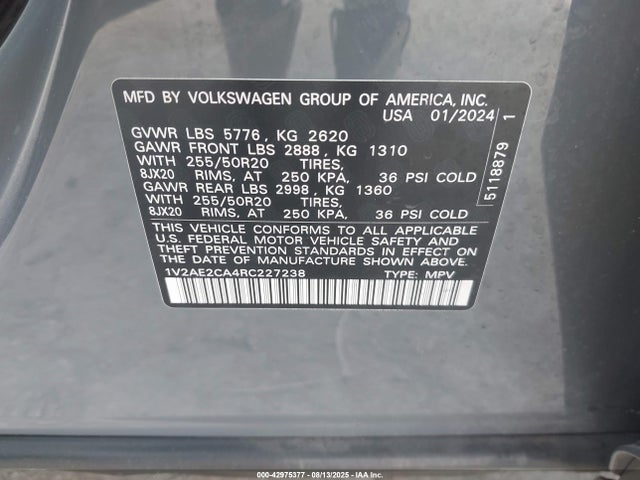 MFD BY VOLKSWAGEN GROUP OF AMERICA, INC.
USA 01/2024
GVWR LBS 5776, KG 2620
GAWR FRONT LBS 2888, KG 1310
WITH 255/50R20 TIRES,
8JX20 RIMS, AT 250 KPA, 36 PSI COLD
GAWR REAR LBS 2998, KG 1360
WITH 255/50R20 TIRES,
8JX20 RIMS, AT 250 KPA, 36 PSI COLD
THIS VEHICLE CONFORMS TO ALL APPLICABLE
U.S. FEDERAL MOTOR VEHICLE SAFETY AND
THEFT PREVENTION STANDARDS IN EFFECT ON THE
DATE OF MANUFACTURE SHOWN ABOVE
1V2AE2CA4RC227238 TYPE: MPV
5118879 1
000-42975377 - 08/13/2025 - IAA Inc.